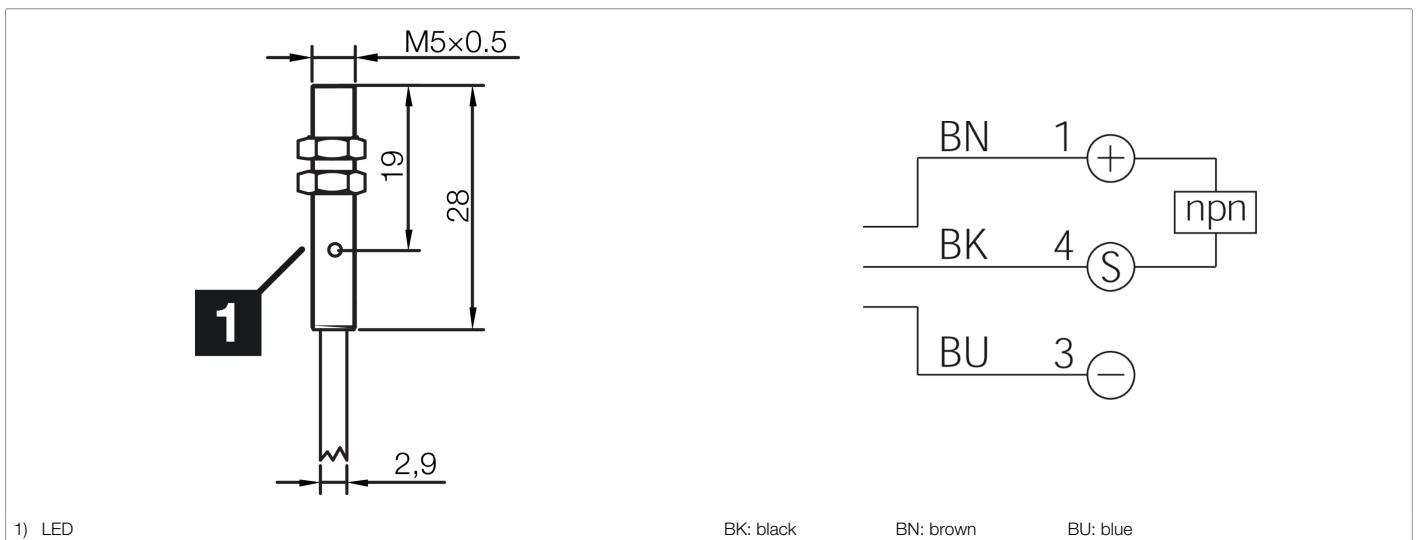 M5×0.5
19
28
1
2,9
BN 1 +
npn
BK 4 S
BU 3 −
1) LED
BK: black BN: brown BU: blue